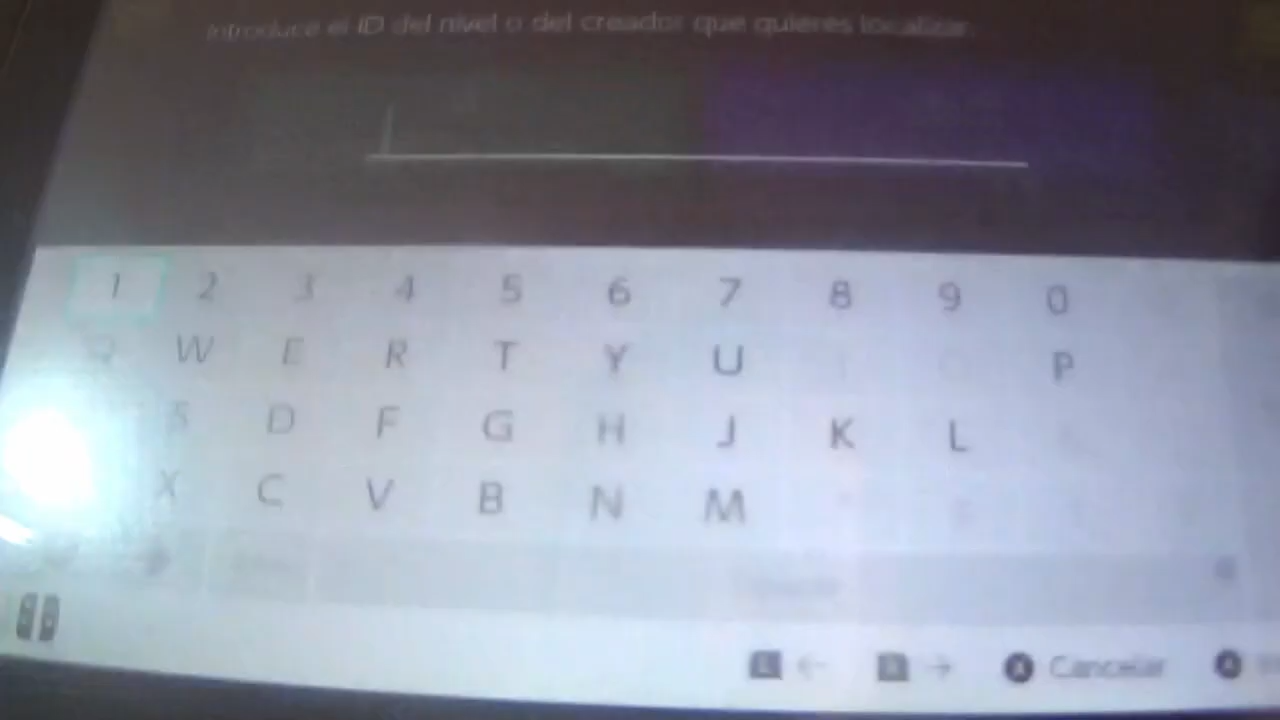 Introduce el ID del nivel o del creador que quieres localizar.
1 2 3 4 5 6 7 8 9 0
Q W E R T Y U I O P
S D F G H J K L
X C V B N M
← → Cancelar